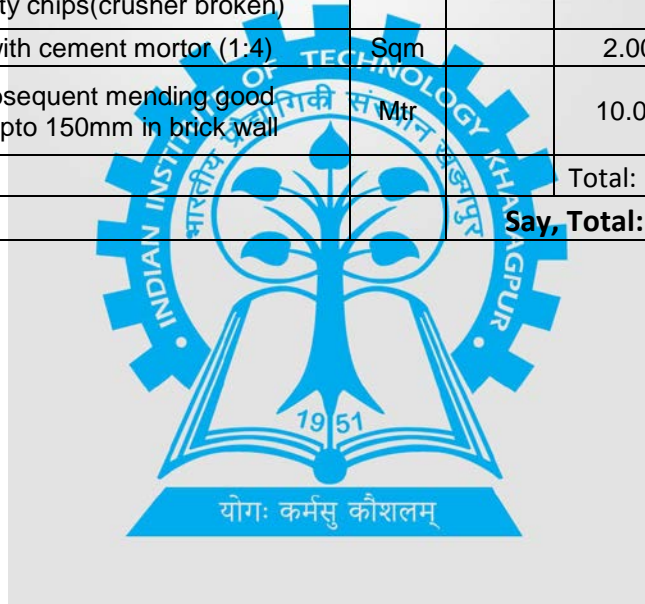 ty chips(crusher broken)
with cement mortor (1:4) Sqm 2.00
bsequent mending good
upto 150mm in brick wall Mtr 10.0
Total:
Say, Total:
INDIAN INSTITUTE OF TECHNOLOGY KHARAGPUR
भारतीय प्रौद्योगिकी संस्थान खड़गपुर
19 51
योगः कर्मसु कौशलम्